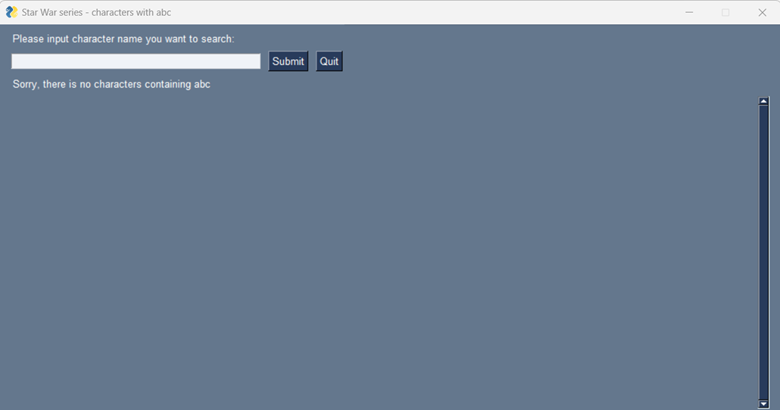 Star War series - characters with abc
Please input character name you want to search:
Submit Quit
Sorry, there is no characters containing abc